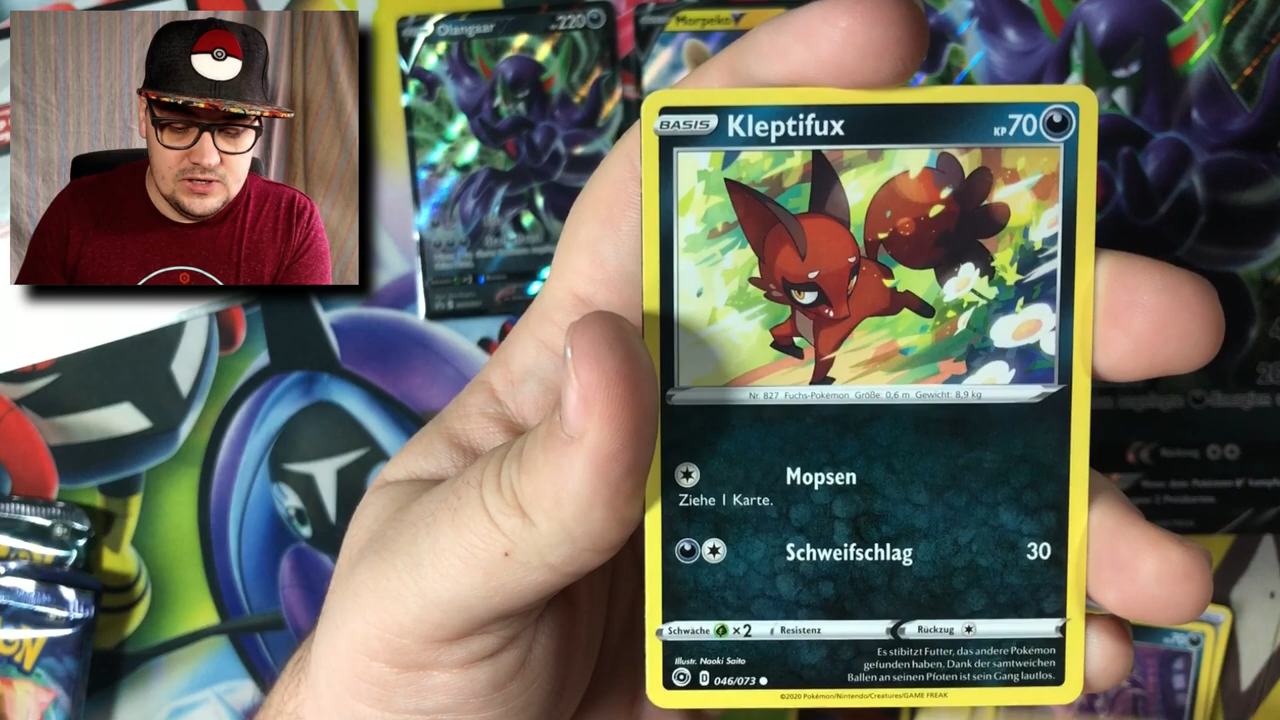 Olangaar 220
Morpeko
BASIS Kleptifux KP 70
Nr. 827 Fuchs-Pokémon Größe: 0,6 m Gewicht: 8,9 kg
Mopsen
Ziehe 1 Karte.
Schweifschlag 30
Schwäche ×2 Resistenz Rückzug
Es stibitzt Futter, das andere Pokémon
gefunden haben. Dank der samtweichen
Ballen an seinen Pfoten ist sein Gang lautlos.
Illustr. Naoki Saito
D 046/073
©2020 Pokémon/Nintendo/Creatures/GAME FREAK
Rückzug